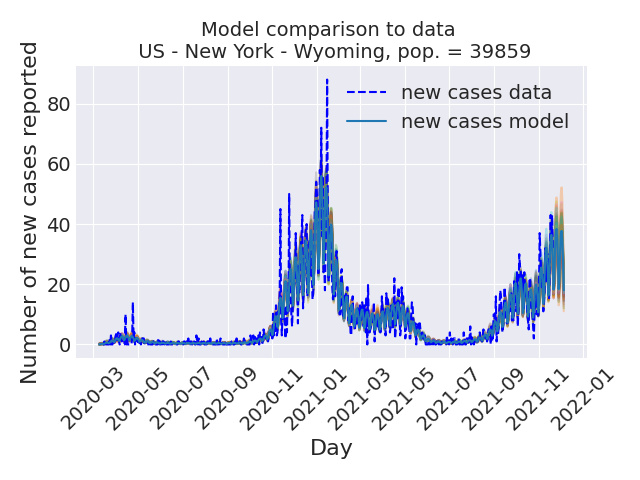 Model comparison to data
US - New York - Wyoming, pop. = 39859
Number of new cases reported
80
60
40
20
0
new cases data
new cases model
2020-03
2020-05
2020-07
2020-09
2020-11
2021-01
2021-03
2021-05
2021-07
2021-09
2021-11
2022-01
Day